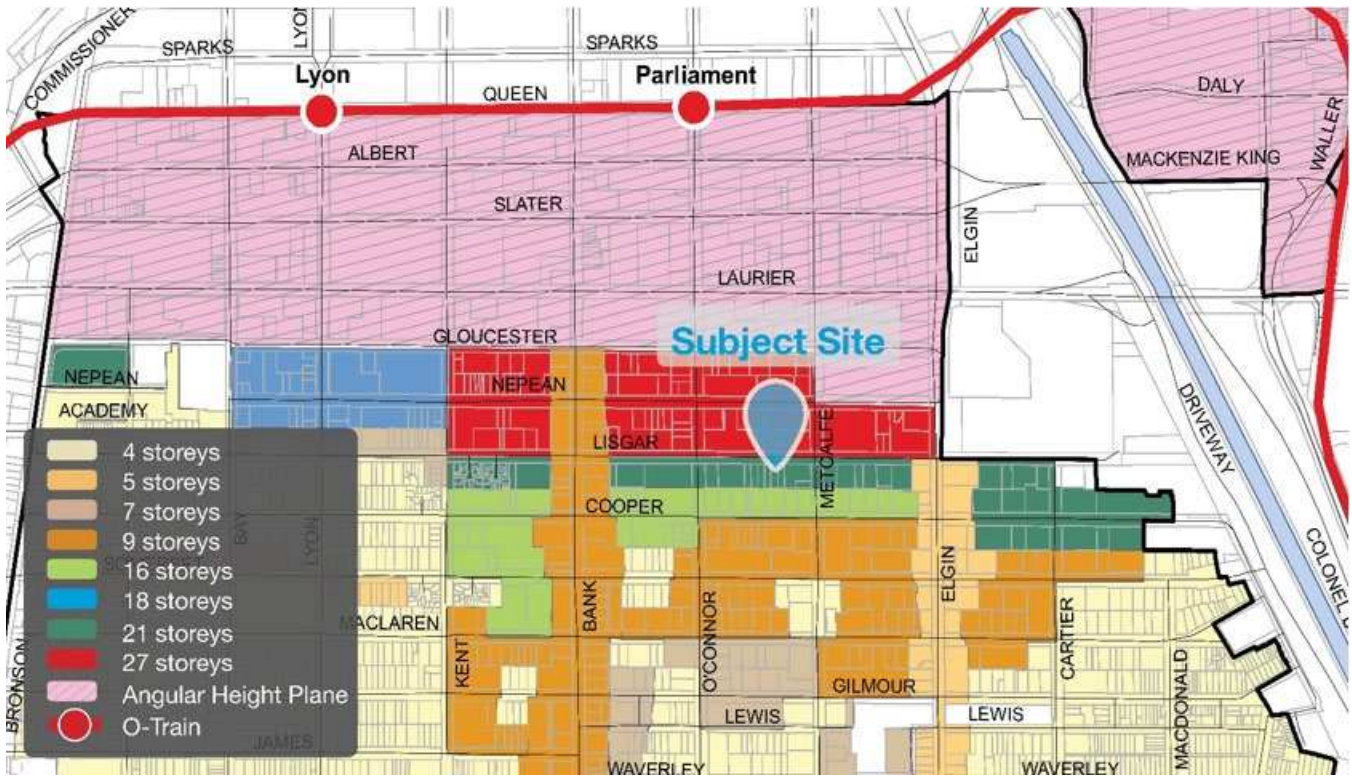 COMMISSIONER
SPARKS
LYON
SPARKS
Lyon
Parliament
QUEEN
DALY
WALLER
ALBERT
MACKENZIE KING
SLATER
ELGIN
LAURIER
GLOUCESTER
Subject Site
NEPEAN
NEPEAN
ACADEMY
DRIVEWAY
METCALFE
LISGAR
4 storeys
5 storeys
7 storeys
9 storeys
16 storeys
18 storeys
21 storeys
27 storeys
Angular Height Plane
O-Train
COOPER
BAY
LYON
COLONEL
ELGIN
BANK
O'CONNOR
MACLAREN
KENT
CARTIER
BRONSON
GILMOUR
MACDONALD
LEWIS
LEWIS
JAMES
WAVERLEY
WAVERLEY